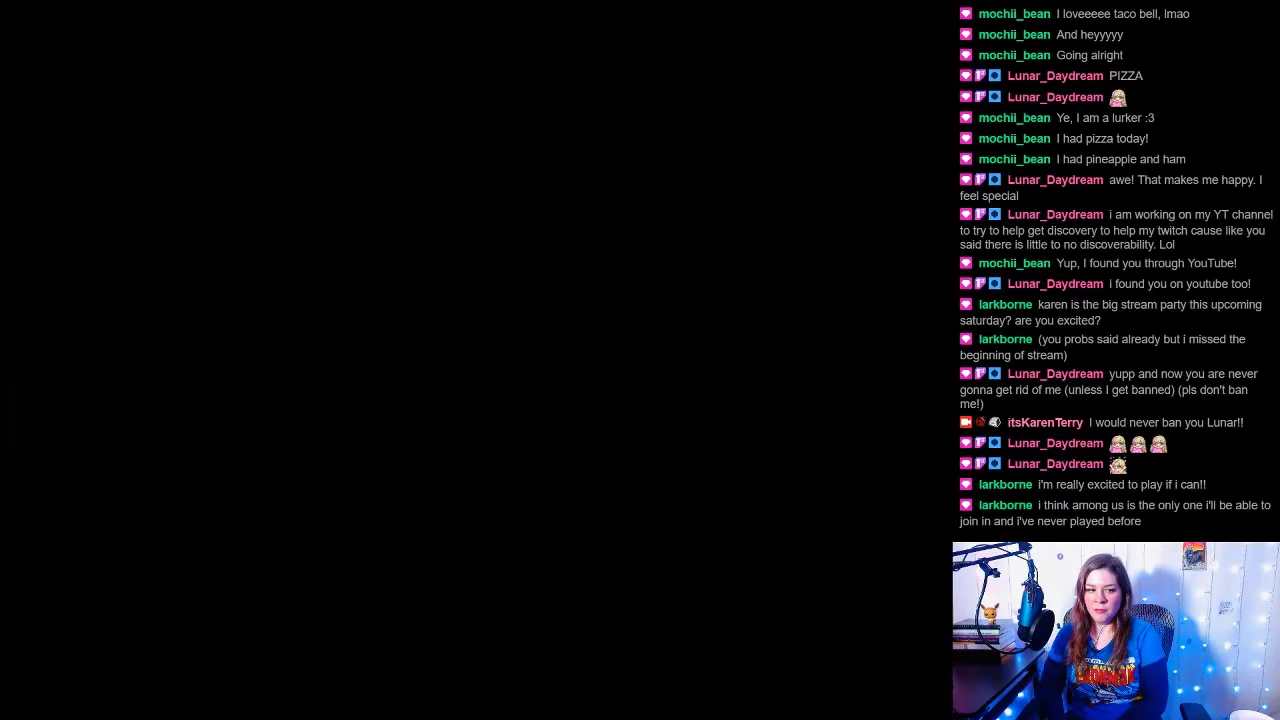 mochii_bean I loveeeee taco bell, lmao
mochii_bean And heyyyyy
mochii_bean Going alright
Lunar_Daydream PIZZA
Lunar_Daydream
mochii_bean Ye, I am a lurker :3
mochii_bean I had pizza today!
mochii_bean I had pineapple and ham
Lunar_Daydream awe! That makes me happy. I
feel special
Lunar_Daydream i am working on my YT channel
to try to help get discovery to help my twitch cause like you
said there is little to no discoverability. Lol
mochii_bean Yup, I found you through YouTube!
Lunar_Daydream i found you on youtube too!
larkborne karen is the big stream party this upcoming
saturday? are you excited?
larkborne (you probs said already but i missed the
beginning of stream)
Lunar_Daydream yupp and now you are never
gonna get rid of me (unless I get banned) (pls don't ban
me!)
itsKarenTerry I would never ban you Lunar!!
Lunar_Daydream
Lunar_Daydream
larkborne i'm really excited to play if i can!!
larkborne i think among us is the only one i'll be able to
join in and i've never played before
IRONMAN